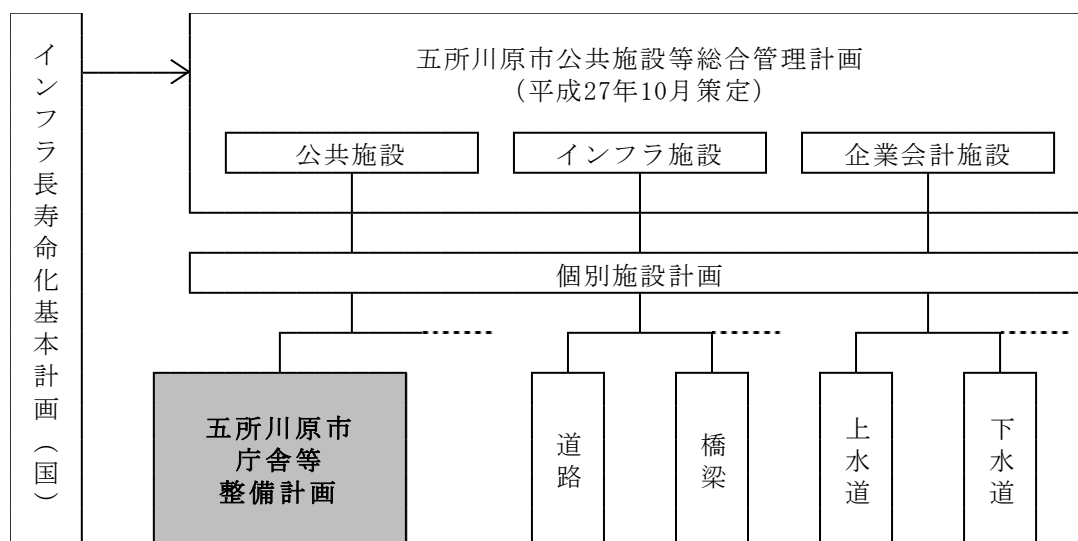 インフラ長寿命化基本計画（国）
五所川原市公共施設等総合管理計画
（平成27年10月策定）
公共施設
インフラ施設
企業会計施設
個別施設計画
五所川原市
庁舎等
整備計画
道路
橋梁
上水道
下水道